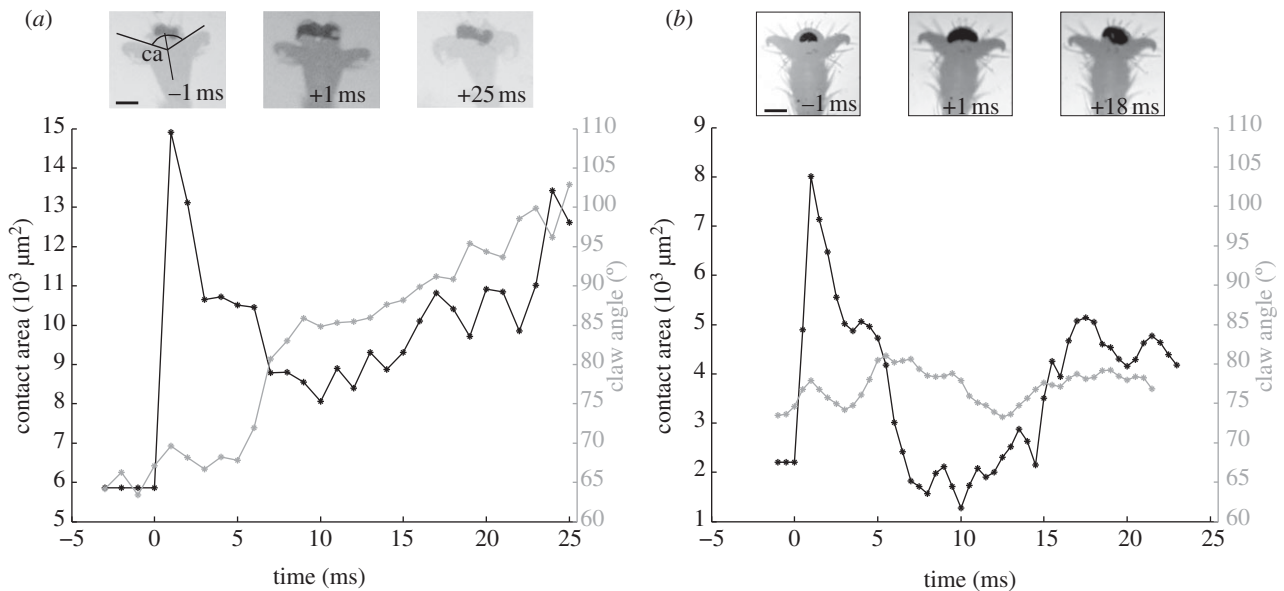 (a)
ca
–1 ms
+1 ms
+25 ms
15
14
13
12
11
10
9
8
7
6
5
contact area (10³ µm²)
110
105
100
95
90
85
80
75
70
65
60
claw angle (º)
–5 0 5 10 15 20 25
time (ms)
(b)
–1 ms
+1 ms
+18 ms
9
8
7
6
5
4
3
2
1
contact area (10³ µm²)
110
105
100
95
90
85
80
75
70
65
60
claw angle (º)
–5 0 5 10 15 20 25
time (ms)